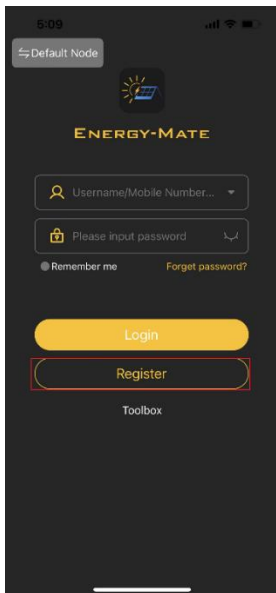 5:09
Default Node
ENERGY-MATE
Username/Mobile Number...
Please input password
Remember me
Forget password?
Login
Register
Toolbox